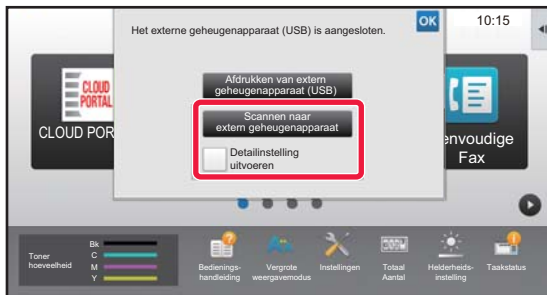 Het externe geheugenapparaat (USB) is aangesloten.
OK
10:15
Afdrukken van extern
geheugenapparaat (USB)
Scannen naar
extern geheugenapparaat
Detailinstelling
uitvoeren
CLOUD
PORTAL
CLOUD POR
envoudige
Fax
Toner
hoeveelheid
Bk
C
M
Y
Bedienings-
handleiding
Vergrote
weergavemodus
Instellingen
Totaal
Aantal
Helderheids-
instelling
Taakstatus